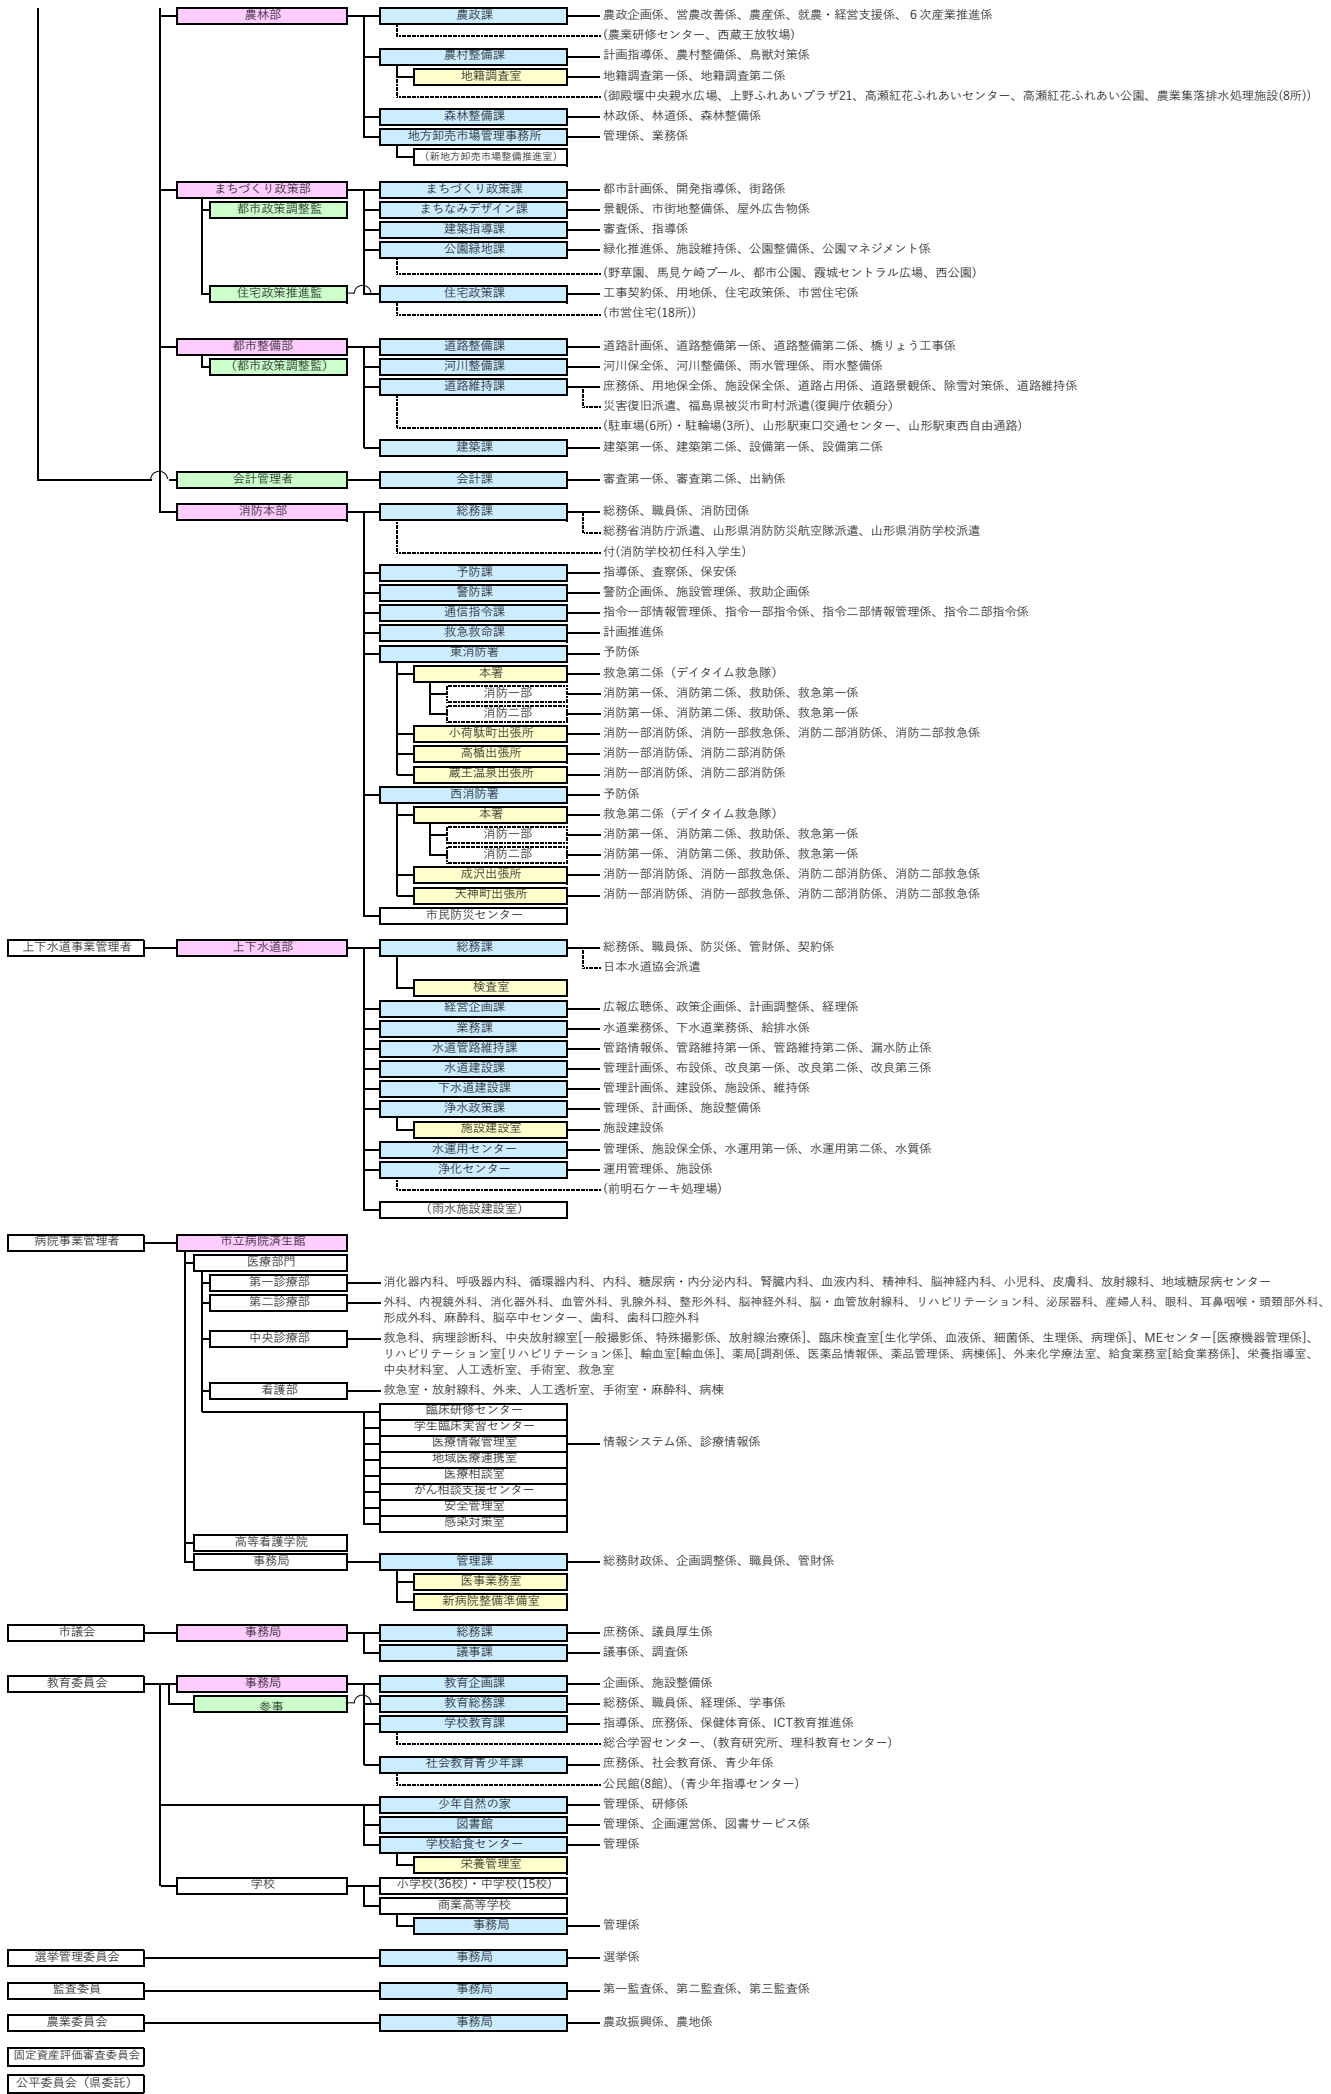 農林部 農政課 農政企画係、営農改善係、農産係、就農・経営支援係、６次産業推進係
(農業研修センター、西蔵王放牧場)
農村整備課 計画指導係、農村整備係、鳥獣対策係
地籍調査室 地籍調査第一係、地籍調査第二係
(御殿堰中央親水広場、上野ふれあいプラザ21、高瀬紅花ふれあいセンター、高瀬紅花ふれあい公園、農業集落排水処理施設(8所))
森林整備課 林政係、林道係、森林整備係
地方卸売市場管理事務所 管理係、業務係
（新地方卸売市場整備推進室）
まちづくり政策部 まちづくり政策課 都市計画係、開発指導係、街路係
都市政策調整監 まちなみデザイン課 景観係、市街地整備係、屋外広告物係
建築指導課 審査係、指導係
公園緑地課 緑化推進係、施設維持係、公園整備係、公園マネジメント係
(野草園、馬見ケ崎プール、都市公園、霞城セントラル広場、西公園)
住宅政策推進監 住宅政策課 工事契約係、用地係、住宅政策係、市営住宅係
(市営住宅(18所))
都市整備部 道路整備課 道路計画係、道路整備第一係、道路整備第二係、橋りょう工事係
（都市政策調整監） 河川整備課 河川保全係、河川整備係、雨水管理係、雨水整備係
道路維持課 庶務係、用地保全係、施設保全係、道路占用係、道路景観係、除雪対策係、道路維持係
災害復旧派遣、福島県被災市町村派遣(復興庁依頼分)
(駐車場(6所)・駐輪場(3所)、山形駅東口交通センター、山形駅東西自由通路)
建築課 建築第一係、建築第二係、設備第一係、設備第二係
会計管理者 会計課 審査第一係、審査第二係、出納係
消防本部 総務課 総務係、職員係、消防団係
総務省消防庁派遣、山形県消防防災航空隊派遣、山形県消防学校派遣
付(消防学校初任科入学生)
予防課 指導係、査察係、保安係
警防課 警防企画係、施設管理係、救助企画係
通信指令課 指令一部情報管理係、指令一部指令係、指令二部情報管理係、指令二部指令係
救急救命課 計画推進係
東消防署 予防係
本署 救急第二係（デイタイム救急隊）
消防一部 消防第一係、消防第二係、救助係、救急第一係
消防二部 消防第一係、消防第二係、救助係、救急第一係
小荷駄町出張所 消防一部消防係、消防一部救急係、消防二部消防係、消防二部救急係
高楯出張所 消防一部消防係、消防二部消防係
蔵王温泉出張所 消防一部消防係、消防二部消防係
西消防署 予防係
本署 救急第二係（デイタイム救急隊）
消防一部 消防第一係、消防第二係、救助係、救急第一係
消防二部 消防第一係、消防第二係、救助係、救急第一係
成沢出張所 消防一部消防係、消防一部救急係、消防二部消防係、消防二部救急係
天神町出張所 消防一部消防係、消防一部救急係、消防二部消防係、消防二部救急係
市民防災センター
上下水道事業管理者 上下水道部 総務課 総務係、職員係、防災係、管財係、契約係
日本水道協会派遣
検査室
経営企画課 広報広聴係、政策企画係、計画調整係、経理係
業務課 水道業務係、下水道業務係、給排水係
水道管路維持課 管路情報係、管路維持第一係、管路維持第二係、漏水防止係
水道建設課 管理計画係、布設係、改良第一係、改良第二係、改良第三係
下水道建設課 管理計画係、建設係、施設係、維持係
浄水政策課 管理係、計画係、施設整備係
施設建設室 施設建設係
水運用センター 管理係、施設保全係、水運用第一係、水運用第二係、水質係
浄化センター 運用管理係、施設係
(前明石ケーキ処理場)
（雨水施設建設室）
病院事業管理者 市立病院済生館
医療部門
第一診療部 消化器内科、呼吸器内科、循環器内科、内科、糖尿病・内分泌内科、腎臓内科、血液内科、精神科、脳神経内科、小児科、皮膚科、放射線科、地域糖尿病センター
第二診療部 外科、内視鏡外科、消化器外科、血管外科、乳腺外科、整形外科、脳神経外科、脳・血管放射線科、リハビリテーション科、泌尿器科、産婦人科、眼科、耳鼻咽喉・頭頚部外科、
形成外科、麻酔科、脳卒中センター、歯科、歯科口腔外科
中央診療部 救急科、病理診断科、中央放射線室[一般撮影係、特殊撮影係、放射線治療係]、臨床検査室[生化学係、血液係、細菌係、生理係、病理係]、MEセンター[医療機器管理係]、
リハビリテーション室[リハビリテーション係]、輸血室[輸血係]、薬局[調剤係、医薬品情報係、薬品管理係、病棟係]、外来化学療法室、給食業務室[給食業務係]、栄養指導室、
中央材料室、人工透析室、手術室、救急室
看護部 救急室・放射線科、外来、人工透析室、手術室・麻酔科、病棟
臨床研修センター
学生臨床実習センター
医療情報管理室 情報システム係、診療情報係
地域医療連携室
医療相談室
がん相談支援センター
安全管理室
感染対策室
高等看護学院
事務局 管理課 総務財政係、企画調整係、職員係、管財係
医事業務室
新病院整備準備室
市議会 事務局 総務課 庶務係、議員厚生係
議事課 議事係、調査係
教育委員会 事務局 教育企画課 企画係、施設整備係
参事 教育総務課 総務係、職員係、経理係、学事係
学校教育課 指導係、庶務係、保健体育係、ICT教育推進係
総合学習センター、(教育研究所、理科教育センター)
社会教育青少年課 庶務係、社会教育係、青少年係
公民館(8館)、(青少年指導センター)
少年自然の家 管理係、研修係
図書館 管理係、企画運営係、図書サービス係
学校給食センター 管理係
栄養管理室
学校 小学校(36校)・中学校(15校)
商業高等学校
事務局 管理係
選挙管理委員会 事務局 選挙係
監査委員 事務局 第一監査係、第二監査係、第三監査係
農業委員会 事務局 農政振興係、農地係
固定資産評価審査委員会
公平委員会（県委託）